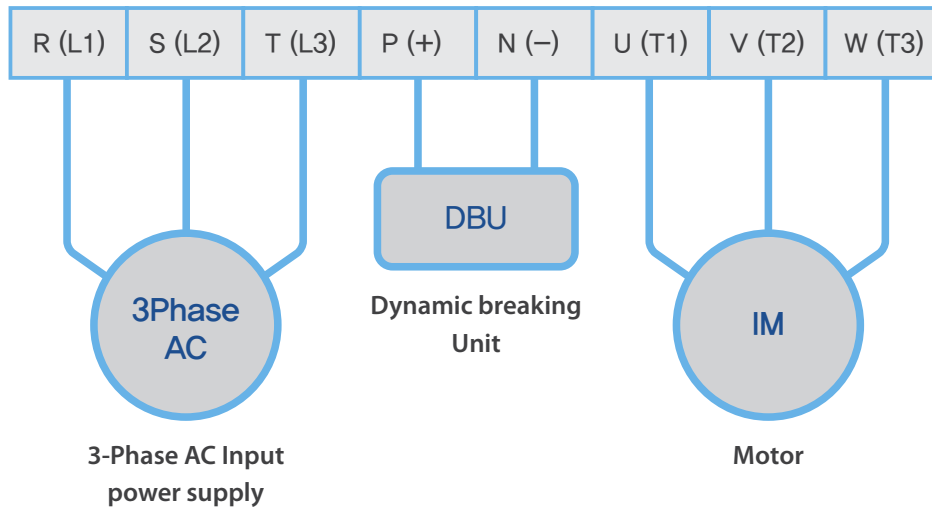 R (L1) S (L2) T (L3) P (+) N (−) U (T1) V (T2) W (T3)
DBU
Dynamic breaking
Unit
3Phase
AC
IM
3-Phase AC Input
power supply
Motor